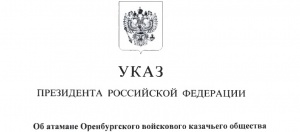 УКАЗ
ПРЕЗИДЕНТА РОССИЙСКОЙ ФЕДЕРАЦИИ
Об атамане Оренбургского войскового казачьего общества